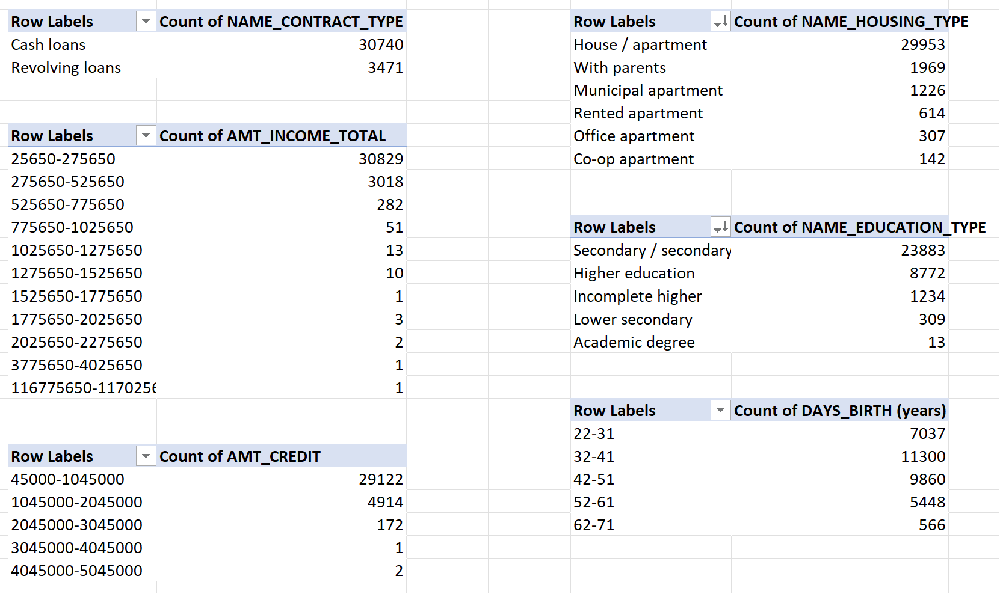 Row Labels Count of NAME_CONTRACT_TYPE
Cash loans 30740
Revolving loans 3471
Row Labels Count of AMT_INCOME_TOTAL
25650-275650 30829
275650-525650 3018
525650-775650 282
775650-1025650 51
1025650-1275650 13
1275650-1525650 10
1525650-1775650 1
1775650-2025650 3
2025650-2275650 2
3775650-4025650 1
116775650-1170256 1
Row Labels Count of AMT_CREDIT
45000-1045000 29122
1045000-2045000 4914
2045000-3045000 172
3045000-4045000 1
4045000-5045000 2
Row Labels Count of NAME_HOUSING_TYPE
House / apartment 29953
With parents 1969
Municipal apartment 1226
Rented apartment 614
Office apartment 307
Co-op apartment 142
Row Labels Count of NAME_EDUCATION_TYPE
Secondary / secondary 23883
Higher education 8772
Incomplete higher 1234
Lower secondary 309
Academic degree 13
Row Labels Count of DAYS_BIRTH (years)
22-31 7037
32-41 11300
42-51 9860
52-61 5448
62-71 566